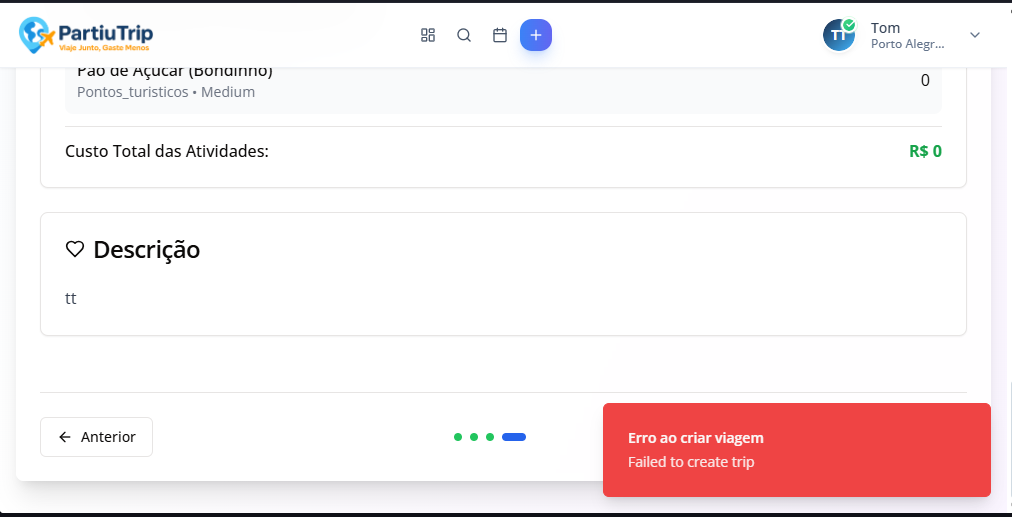 PartiuTrip
Viaje Junto, Gaste Menos
TT
Tom
Porto Alegr...
Pão de Açúcar (Bondinho)
Pontos_turisticos • Medium
0
Custo Total das Atividades:
R$ 0
Descrição
tt
Anterior
Erro ao criar viagem
Failed to create trip